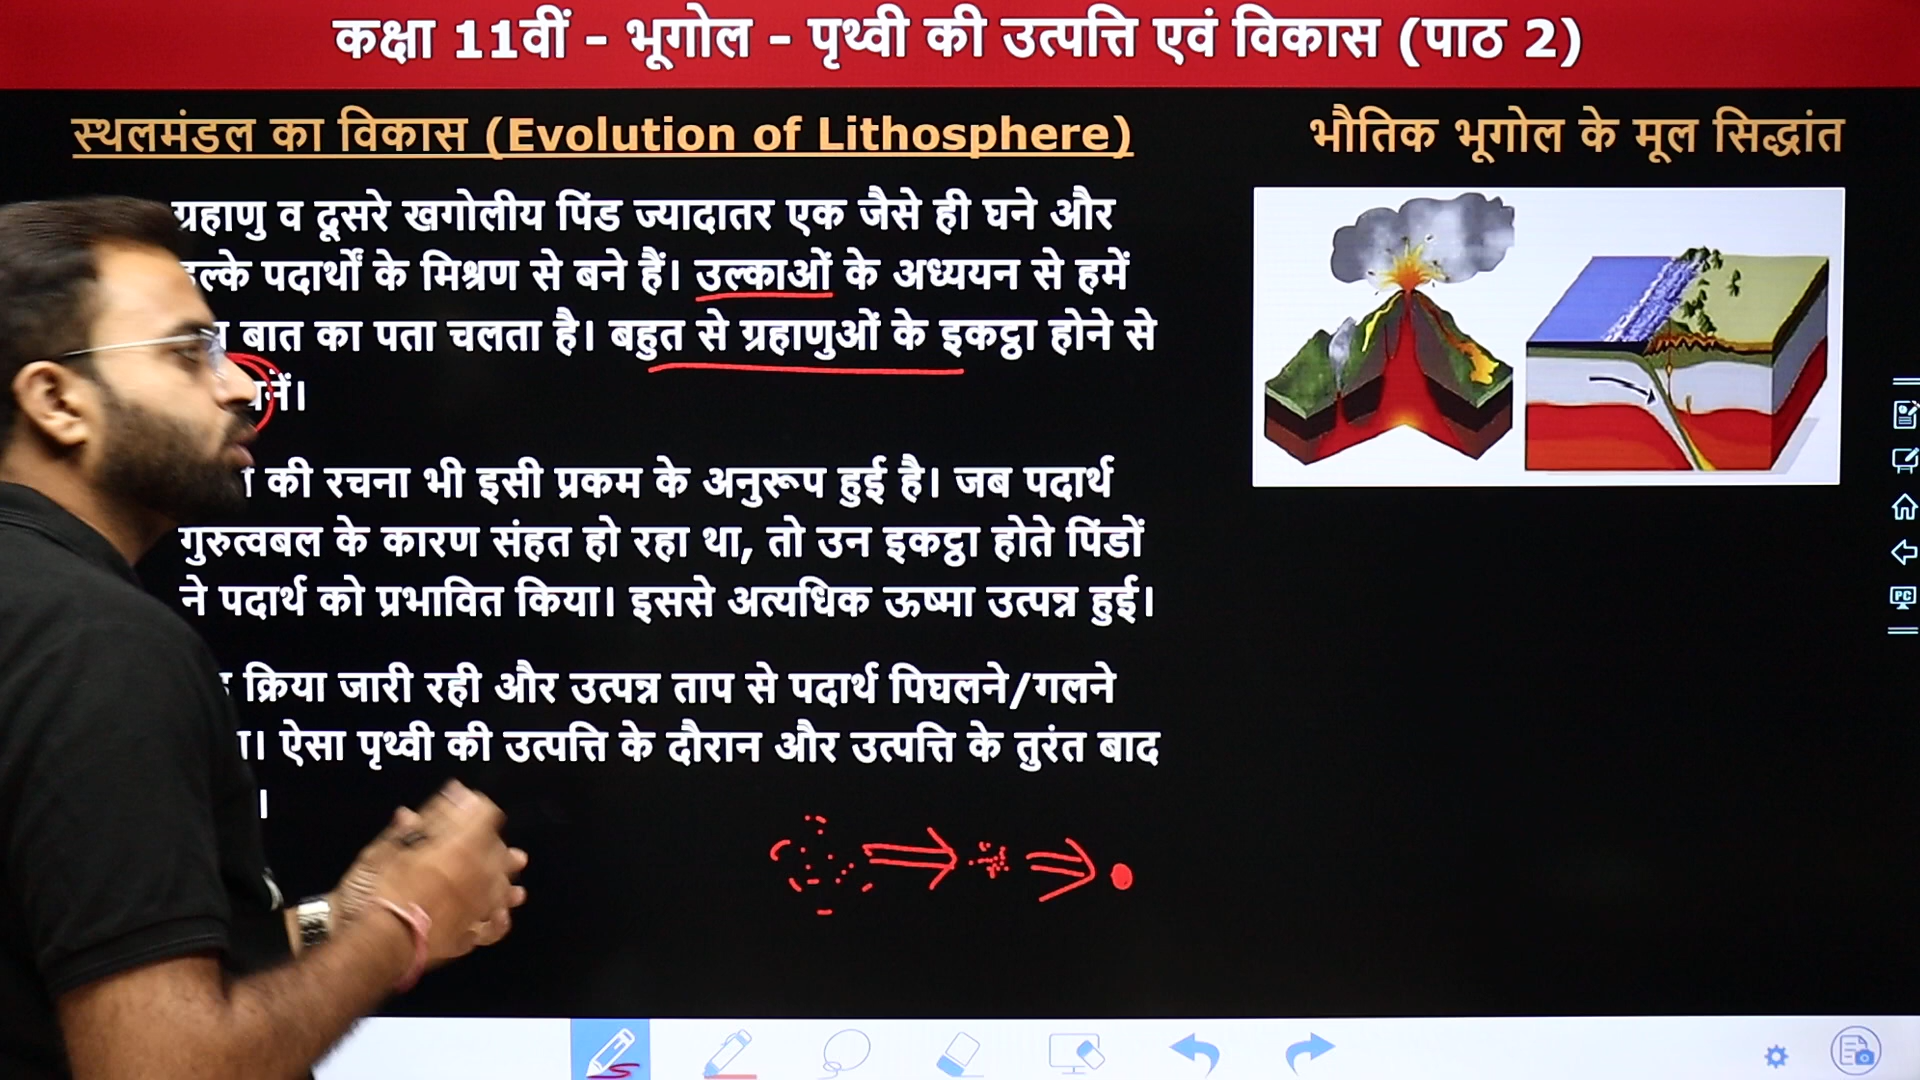 कक्षा 11वीं - भूगोल - पृथ्वी की उत्पत्ति एवं विकास (पाठ 2)
स्थलमंडल का विकास (Evolution of Lithosphere)
भौतिक भूगोल के मूल सिद्धांत
ग्रहाणु व दूसरे खगोलीय पिंड ज्यादातर एक जैसे ही घने और
पदार्थों के मिश्रण से बने हैं। उल्काओं के अध्ययन से हमें
बात का पता चलता है। बहुत से ग्रहाणुओं के इकट्ठा होने से
की रचना भी इसी प्रकम के अनुरूप हुई है। जब पदार्थ
गुरुत्वबल के कारण संहत हो रहा था, तो उन इकट्ठा होते पिंडों
ने पदार्थ को प्रभावित किया। इससे अत्यधिक ऊष्मा उत्पन्न हुई।
क्रिया जारी रही और उत्पन्न ताप से पदार्थ पिघलने/गलने
ऐसा पृथ्वी की उत्पत्ति के दौरान और उत्पत्ति के तुरंत बाद
PC